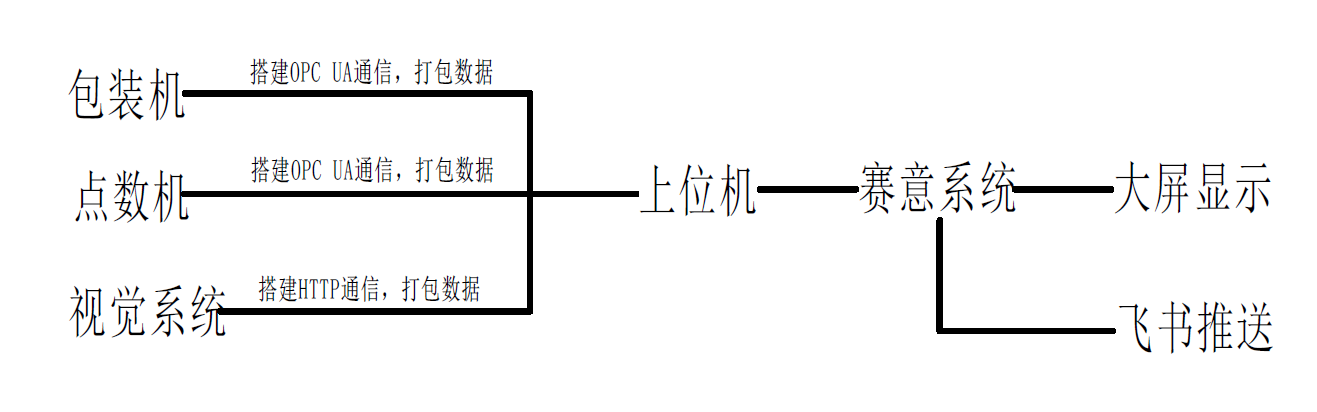 搭建OPC UA通信，打包数据
包装机
搭建OPC UA通信，打包数据
点数机
上位机
赛意系统
大屏显示
搭建HTTP通信，打包数据
视觉系统
飞书推送